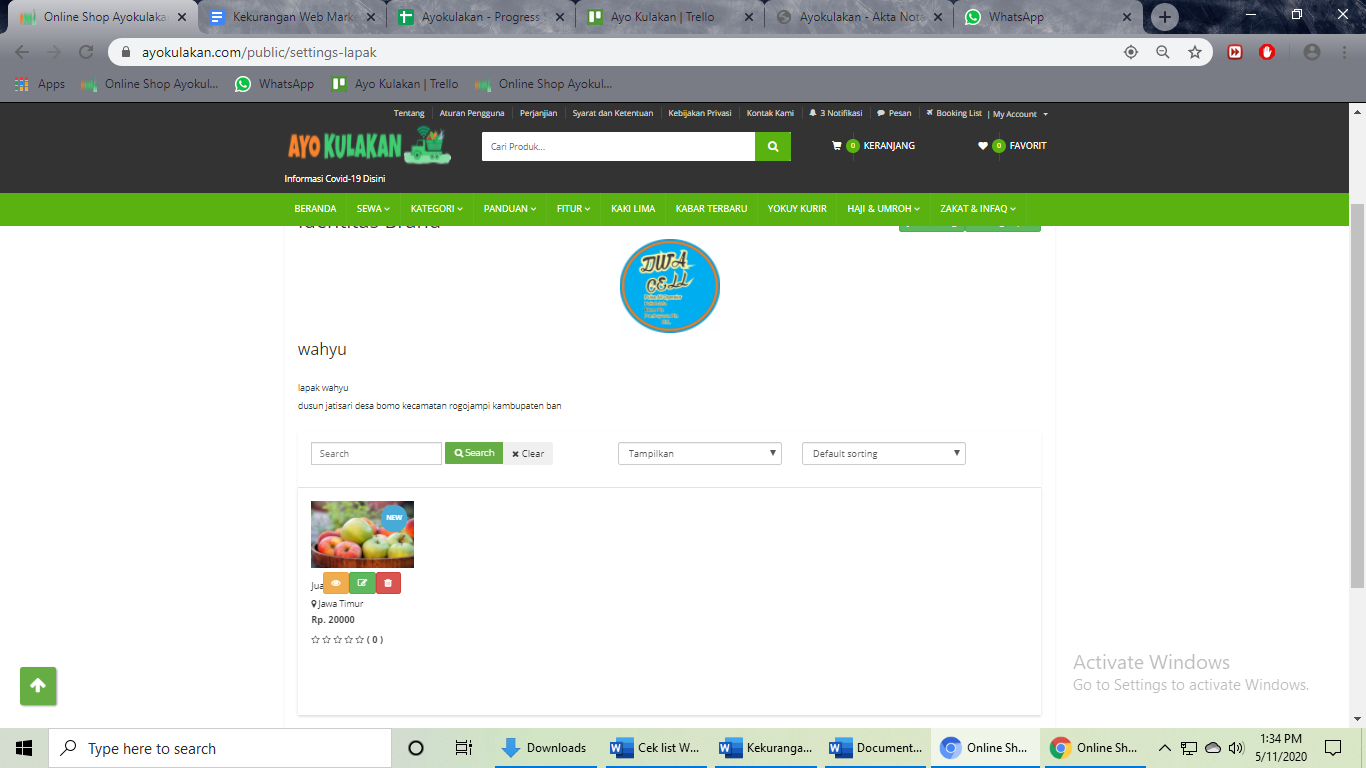 Online Shop Ayokulaka
Kekurangan Web Mark
Ayokulakan - Progress
Ayo Kulakan | Trello
Ayokulakan - Akta Nota
WhatsApp
ayokulakan.com/public/settings-lapak
Apps
Online Shop Ayokul...
WhatsApp
Ayo Kulakan | Trello
Online Shop Ayokul...
Tentang
Aturan Pengguna
Perjanjian
Syarat dan Ketentuan
Kebijakan Privasi
Kontak Kami
3 Notifikasi
Pesan
Booking List
| My Account
AYO KULAKAN
Cari Produk...
0 KERANJANG
0 FAVORIT
Informasi Covid-19 Disini
BERANDA
SEWA
KATEGORI
PANDUAN
FITUR
KAKI LIMA
KABAR TERBARU
YOKUY KURIR
HAJI & UMROH
ZAKAT & INFAQ
Identitas Brand
DWA
CELL
wahyu
lapak wahyu
dusun jatisari desa bomo kecamatan rogojampi kambupaten ban
Search
Search
Clear
Tampilkan
Default sorting
NEW
Jua
Jawa Timur
Rp. 20000
( 0 )
Activate Windows
Go to Settings to activate Windows.
Type here to search
Downloads
Cek list W...
Kekuranga...
Document...
Online Sh...
Online Sh...
1:34 PM
5/11/2020